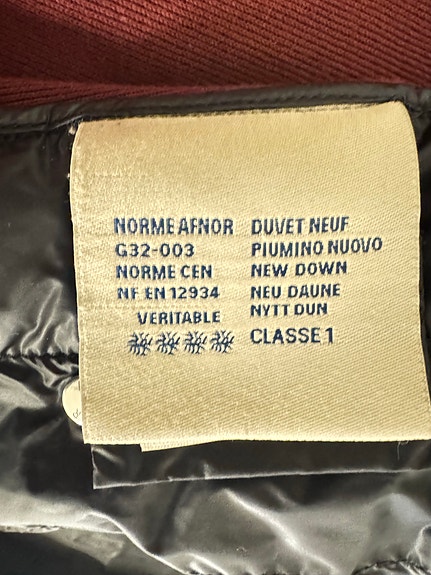 NORME AFNOR DUVET NEUF
G32-003 PIUMINO NUOVO
NORME CEN NEW DOWN
NF EN 12934 NEU DAUNE
NYTT DUN
VERITABLE
CLASSE 1